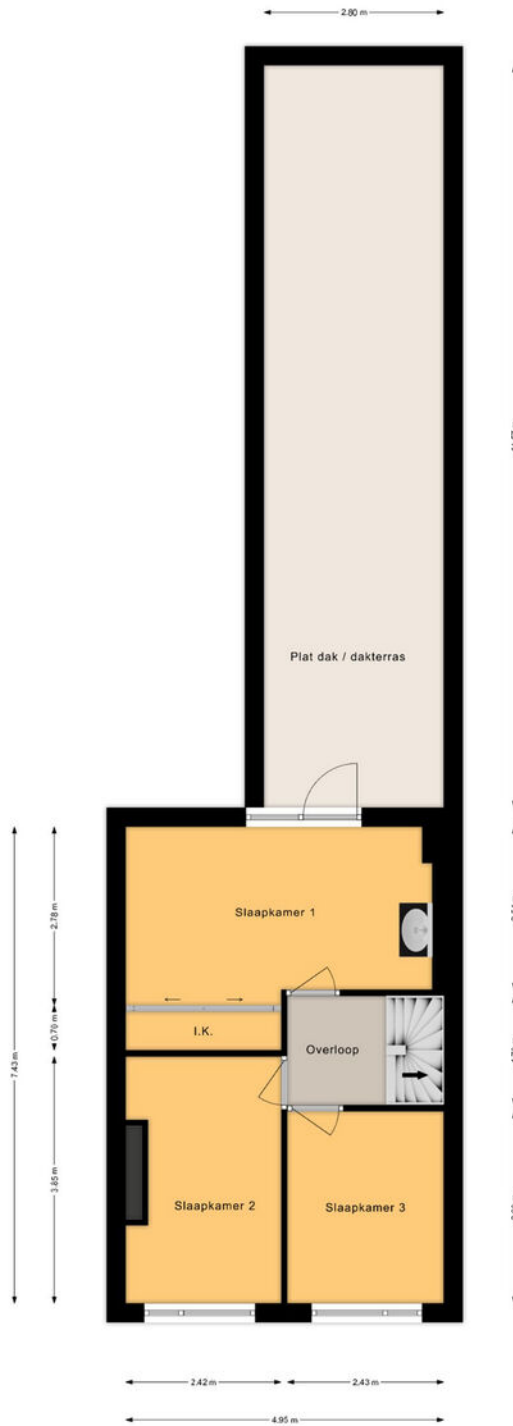 2.80 m
Plat dak / dakterras
Slaapkamer 1
2.78 m
I.K.
0.70 m
Overloop
7.43 m
3.85 m
Slaapkamer 2
Slaapkamer 3
2.42 m
2.43 m
4.95 m